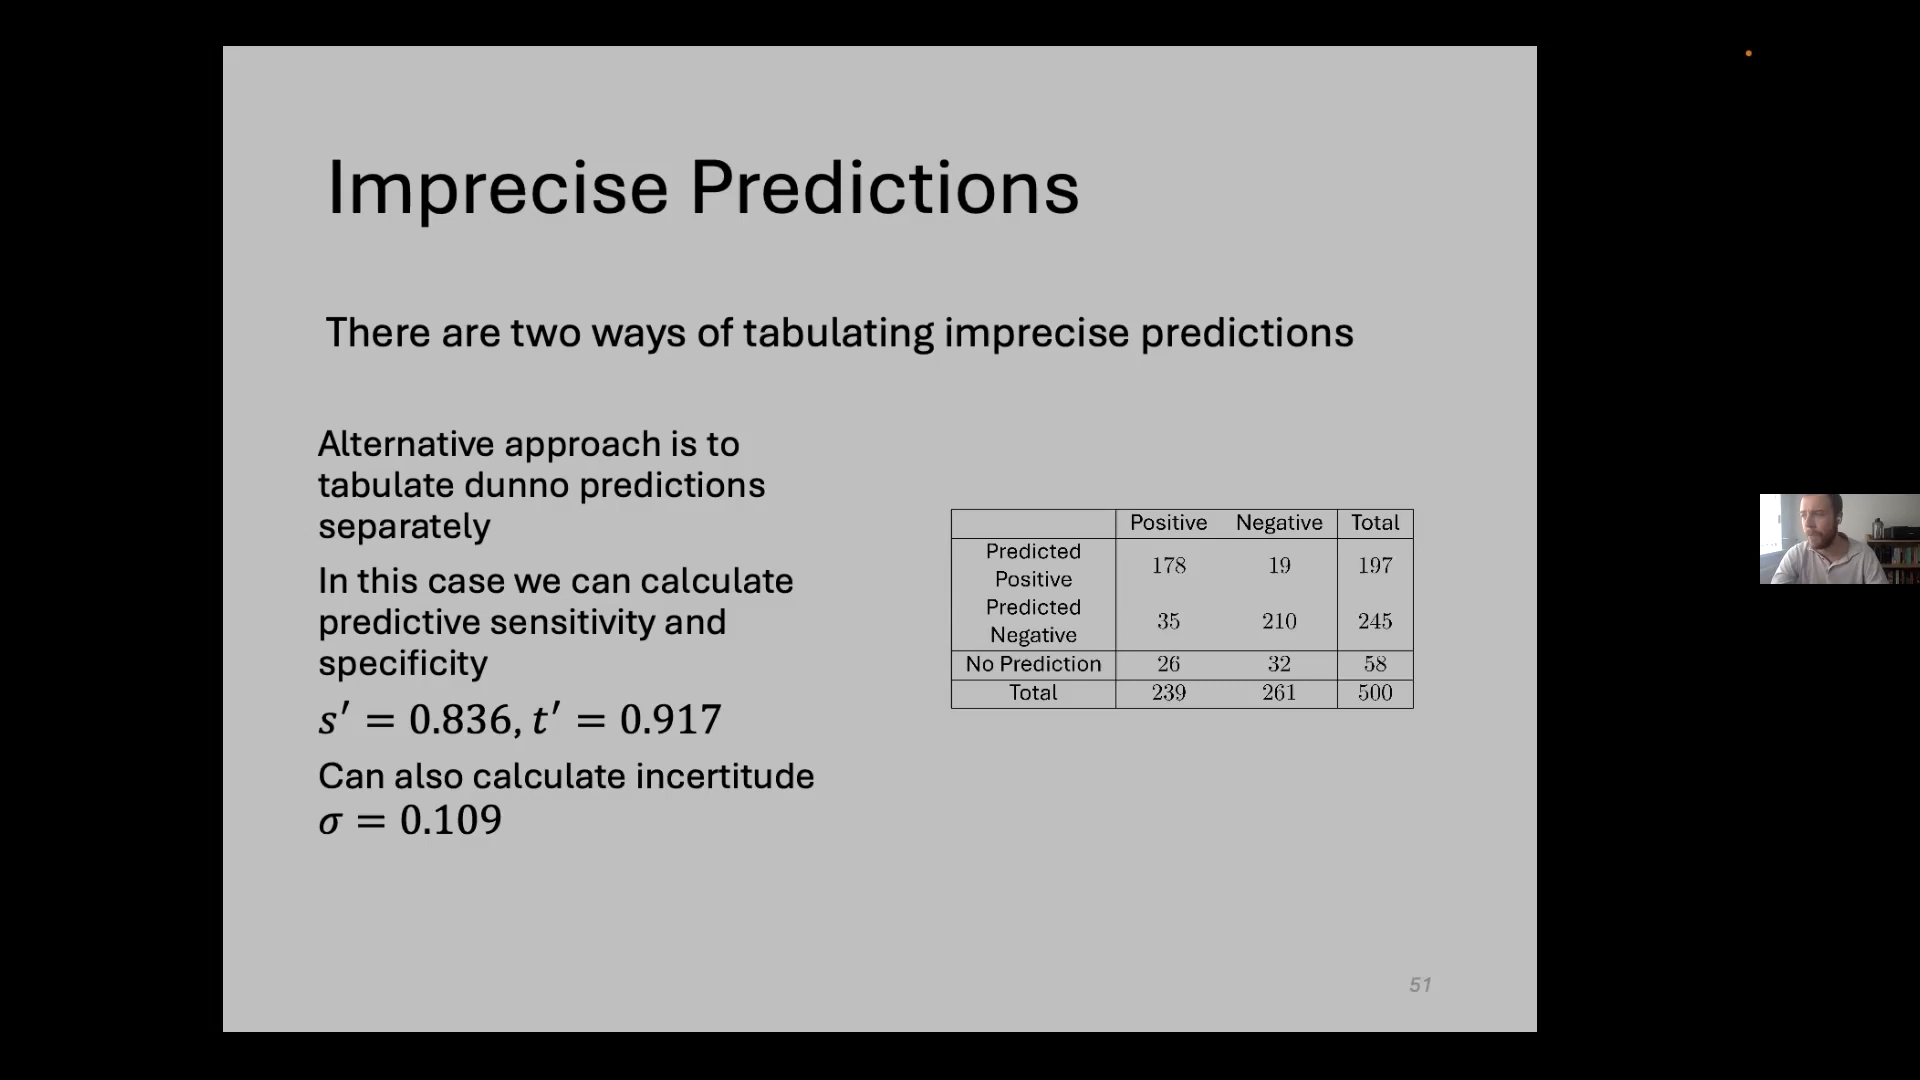 Imprecise Predictions
There are two ways of tabulating imprecise predictions
Alternative approach is to
tabulate dunno predictions
separately
In this case we can calculate
predictive sensitivity and
specificity
s′ = 0.836, t′ = 0.917
Can also calculate incertitude
σ = 0.109
Positive Negative Total
Predicted
Positive 178 19 197
Predicted
Negative 35 210 245
No Prediction 26 32 58
Total 239 261 500
51